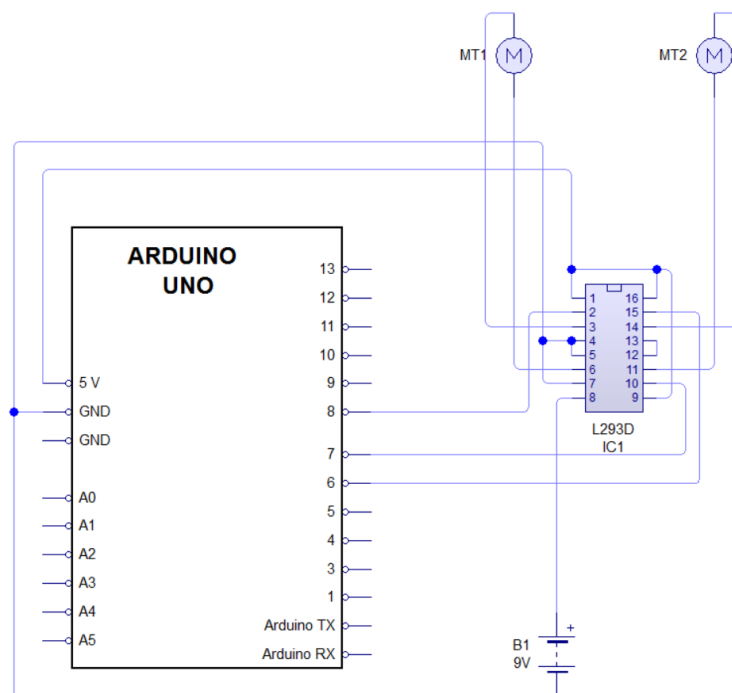 MT1
M
MT2
M
ARDUINO
UNO
13
12
11
10
9
8
7
6
5
4
3
1
Arduino TX
Arduino RX
5 V
GND
GND
A0
A1
A2
A3
A4
A5
1 16
2 15
3 14
4 13
5 12
6 11
7 10
8 9
L293D
IC1
B1
9V
+